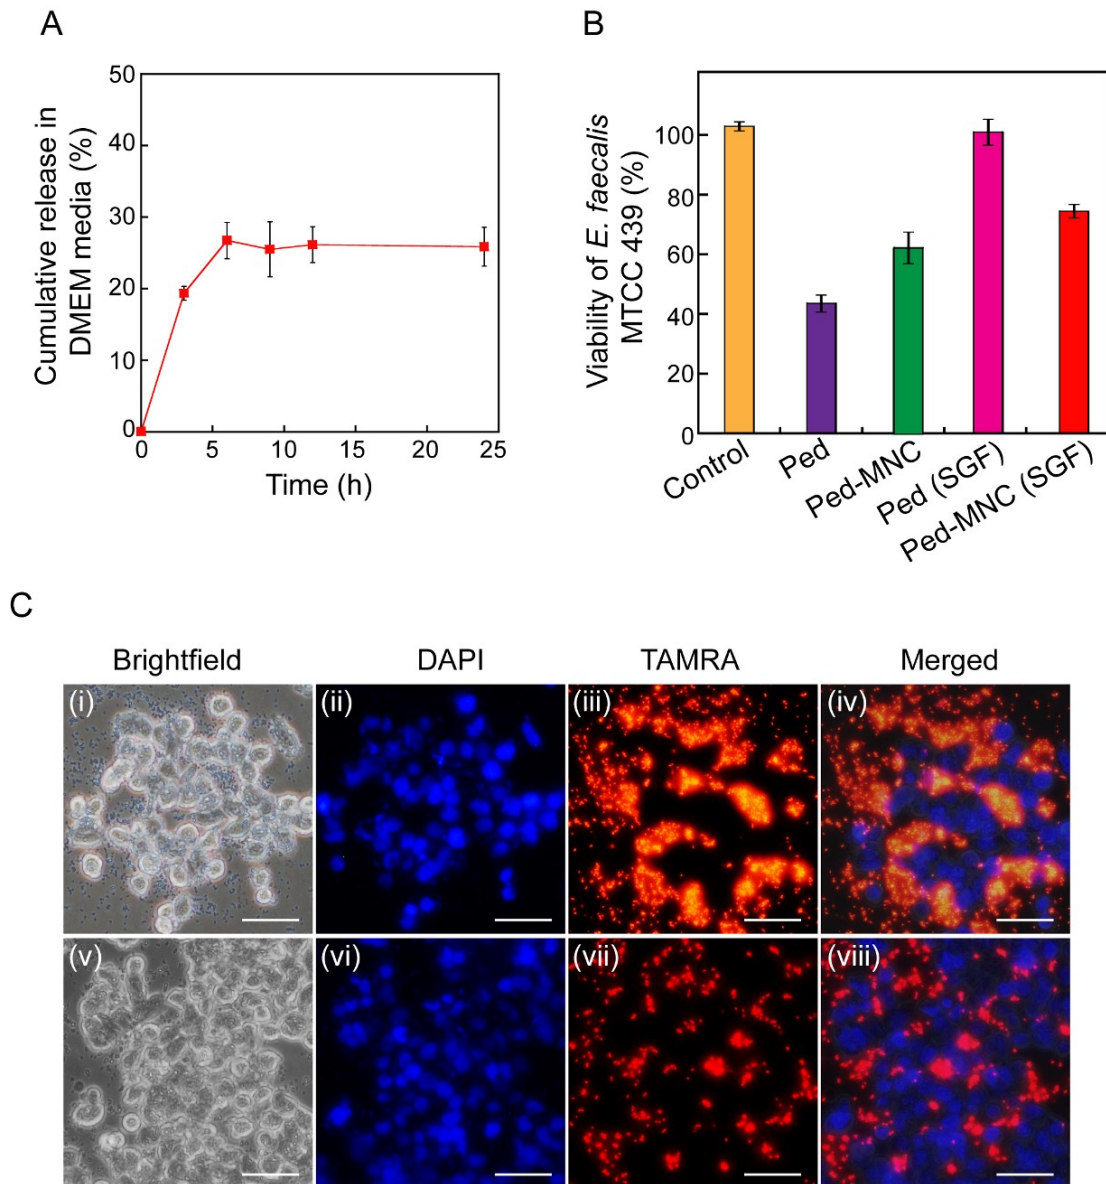 A
50
40
30
20
10
0
0 5 10 15 20 25
Cumulative release in
DMEM media (%)
Time (h)
B
100
80
60
40
20
0
Viability of E. faecalis
MTCC 439 (%)
Control
Ped
Ped-MNC
Ped (SGF)
Ped-MNC (SGF)
C
Brightfield DAPI TAMRA Merged
(i) (ii) (iii) (iv)
(v) (vi) (vii) (viii)